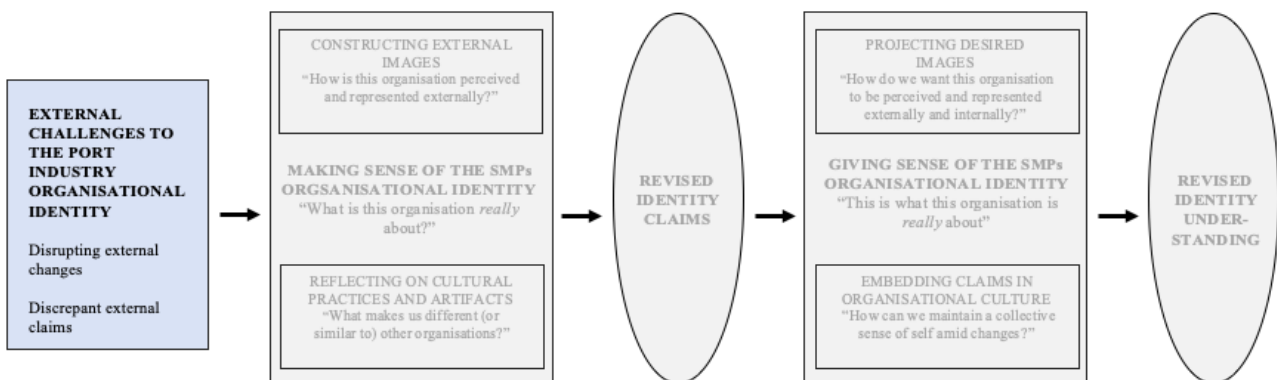 EXTERNAL
CHALLENGES TO
THE PORT
INDUSTRY
ORGANISATIONAL
IDENTITY
Disrupting external
changes
Discrepant external
claims
CONSTRUCTING EXTERNAL
IMAGES
“How is this organisation perceived
and represented externally?”
MAKING SENSE OF THE SMPs
ORGSANISATIONAL IDENTITY
“What is this organisation really
about?”
REFLECTING ON CULTURAL
PRACTICES AND ARTIFACTS
“What makes us different (or
similar to) other organisations?”
REVISED
IDENTITY
CLAIMS
PROJECTING DESIRED
IMAGES
“How do we want this organisation
to be perceived and represented
externally and internally?”
GIVING SENSE OF THE SMPs
ORGANISATIONAL IDENTITY
“This is what this organisation is
really about”
EMBEDDING CLAIMS IN
ORGANISATIONAL CULTURE
“How can we maintain a collective
sense of self amid changes?”
REVISED
IDENTITY
UNDER-
STANDING